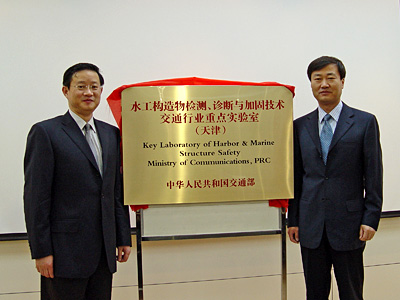 水工构造物检测、诊断与加固技术
交通行业重点实验室
（天津）
Key Laboratory of Harbor & Marine
Structure Safety
Ministry of Communications, PRC
中华人民共和国交通部